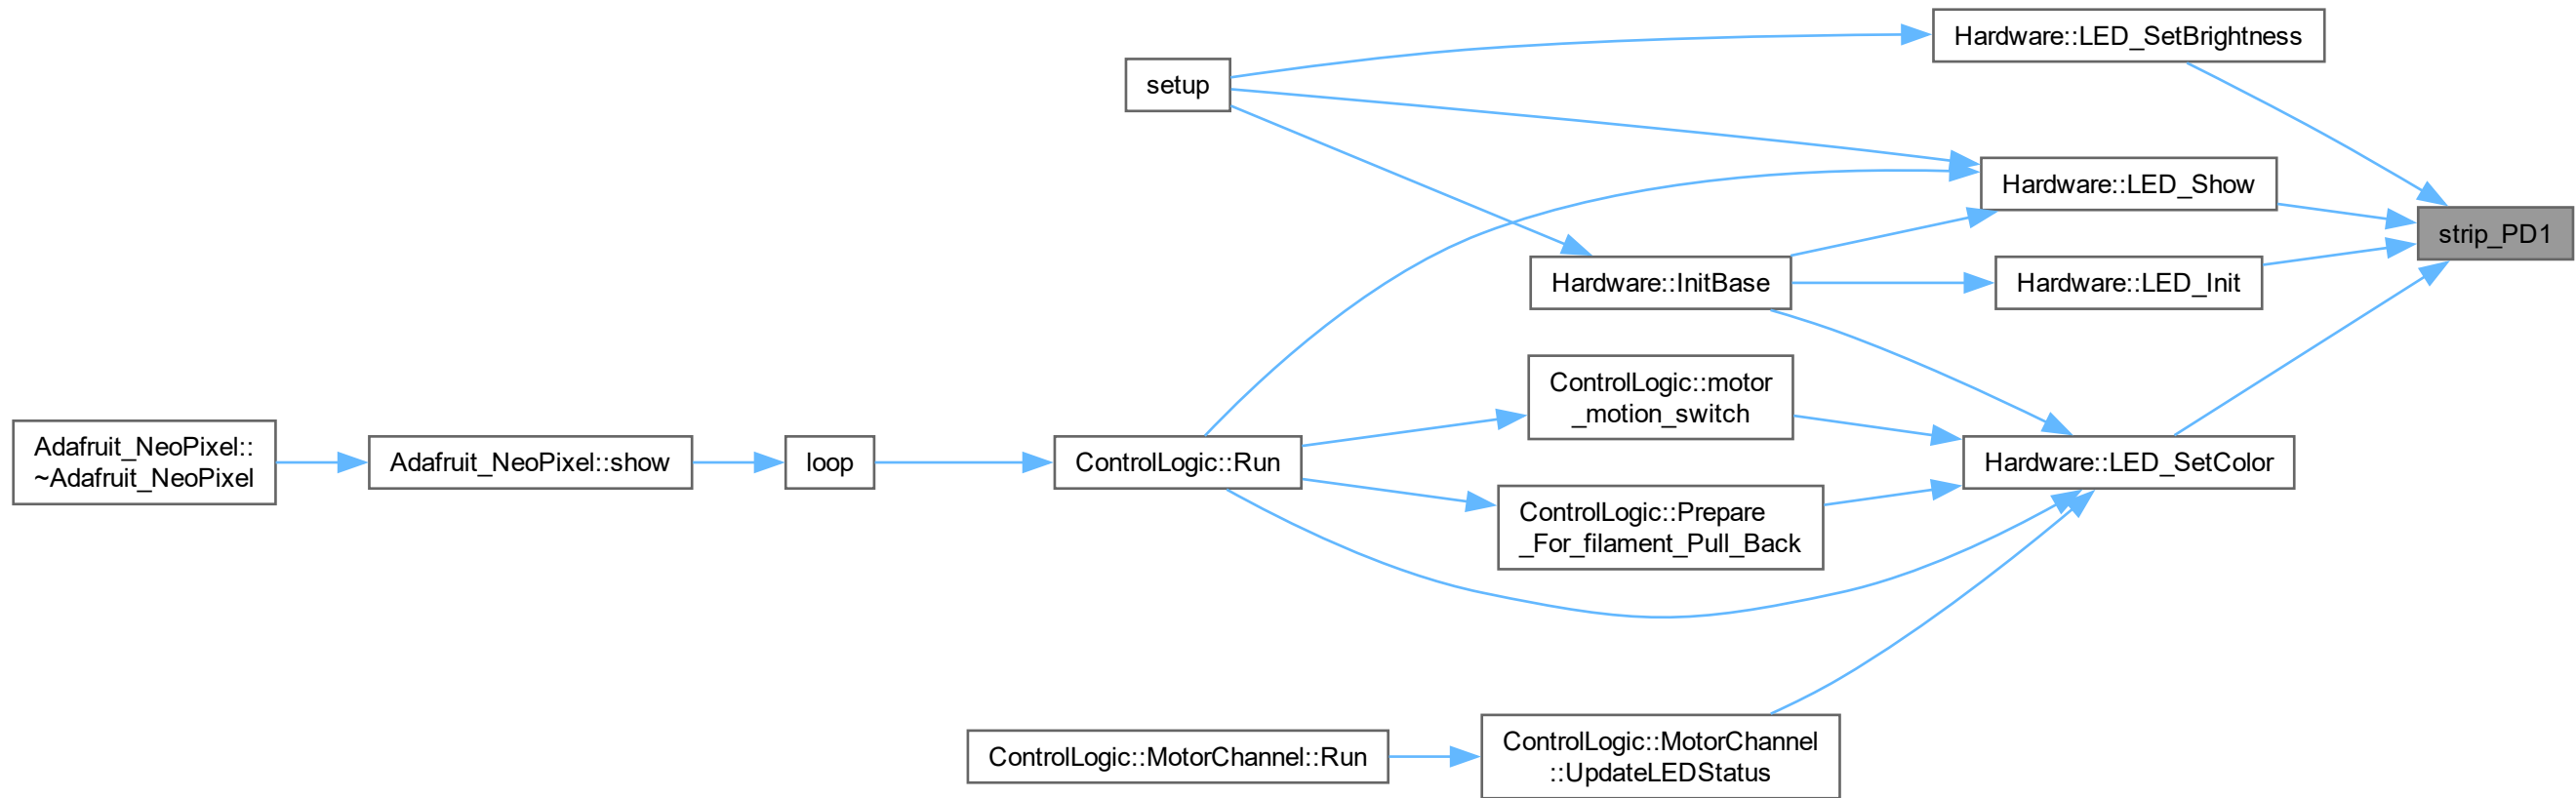 Hardware::LED_SetBrightness
setup
Hardware::LED_Show
strip_PD1
Hardware::InitBase
Hardware::LED_Init
ControlLogic::motor
_motion_switch
Adafruit_NeoPixel::
~Adafruit_NeoPixel
Adafruit_NeoPixel::show
loop
ControlLogic::Run
Hardware::LED_SetColor
ControlLogic::Prepare
_For_filament_Pull_Back
ControlLogic::MotorChannel::Run
ControlLogic::MotorChannel
::UpdateLEDStatus